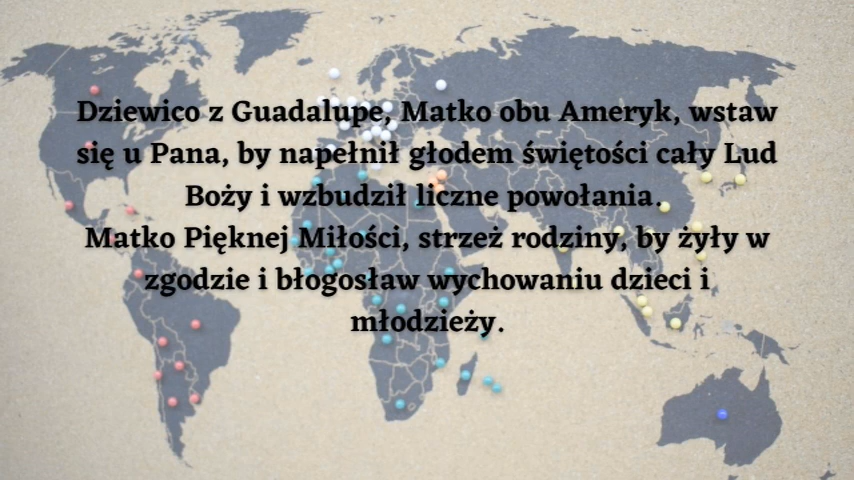 Dziewico z Guadalupe, Matko obu Ameryk, wstaw
się u Pana, by napełnił głodem świętości cały Lud
Boży i wzbudził liczne powołania.
Matko Pięknej Miłości, strzeż rodziny, by żyły w
zgodzie i błogosław wychowaniu dzieci i
młodzieży.